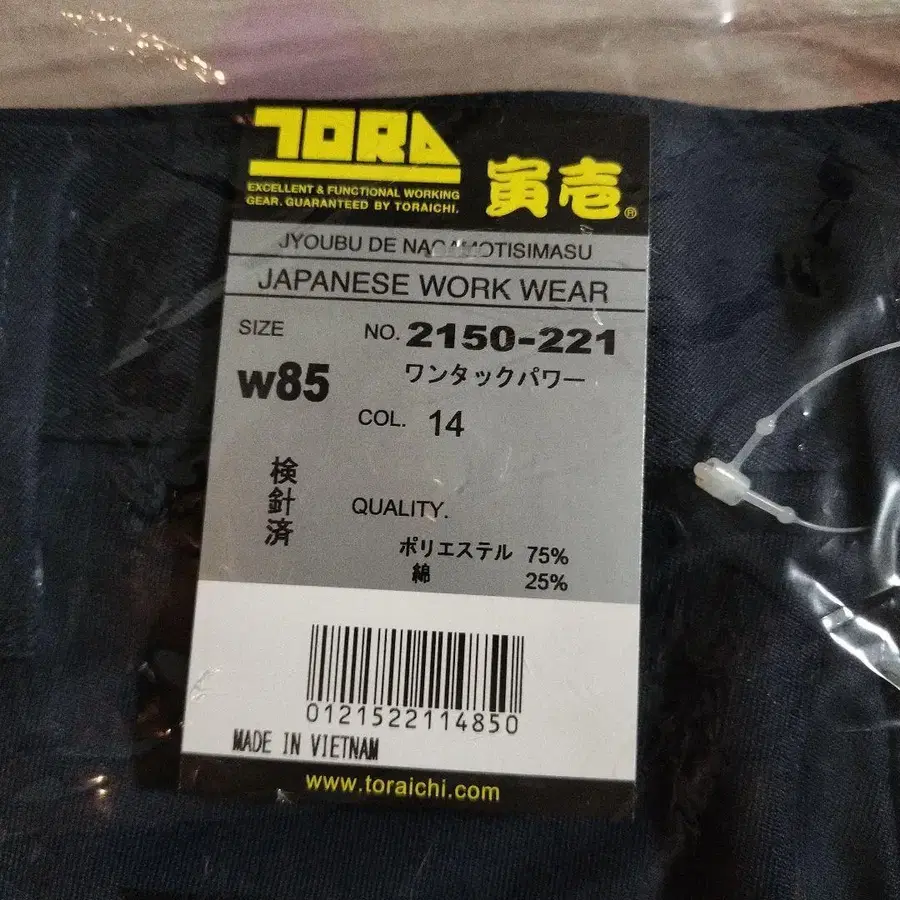 TORA
EXCELLENT & FUNCTIONAL WORKING
GEAR. GUARANTEED BY TORAICHI.
寅壱®
JYOUBU DE NAGAMOTISIMASU
JAPANESE WORK WEAR
SIZE
NO. 2150-221
w85
ワンタックパワー
COL. 14
検針済
QUALITY.
ポリエステル 75%
綿 25%
0121522114850
MADE IN VIETNAM
www.toraichi.com